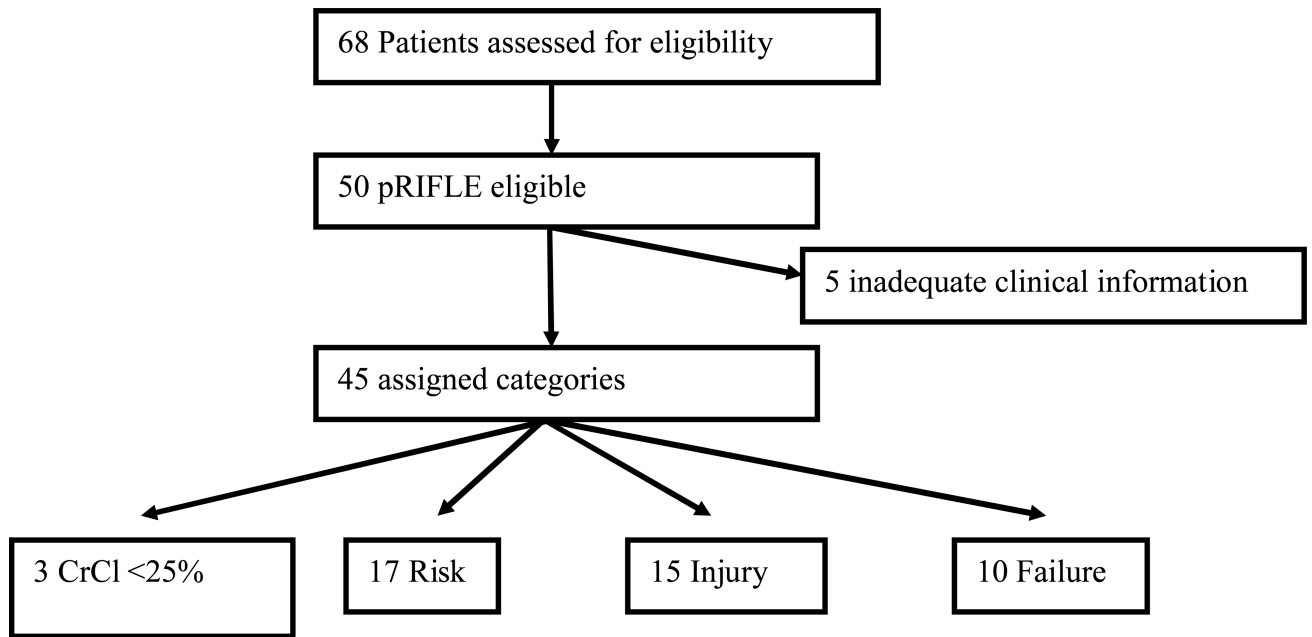 68 Patients assessed for eligibility
50 pRIFLE eligible
5 inadequate clinical information
45 assigned categories
3 CrCl <25%
17 Risk
15 Injury
10 Failure